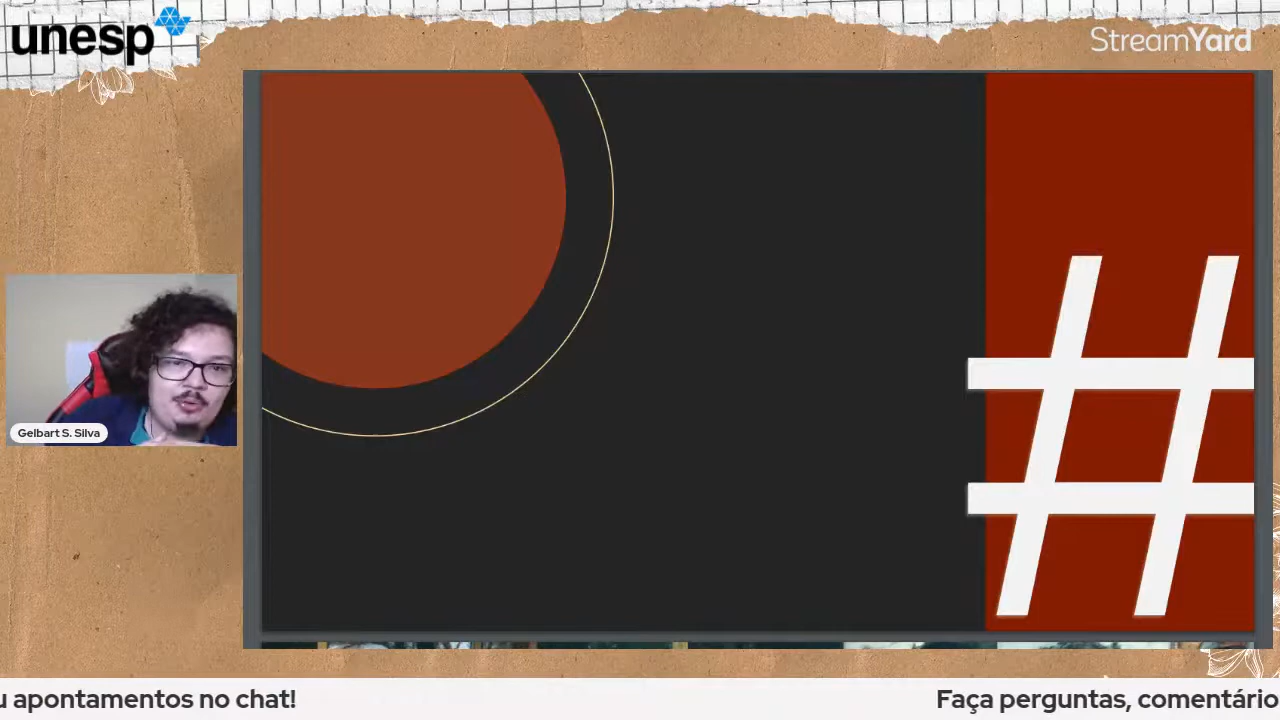 unesp
StreamYard
#
Gelbart S. Silva
u apontamentos no chat!
Faça perguntas, comentário